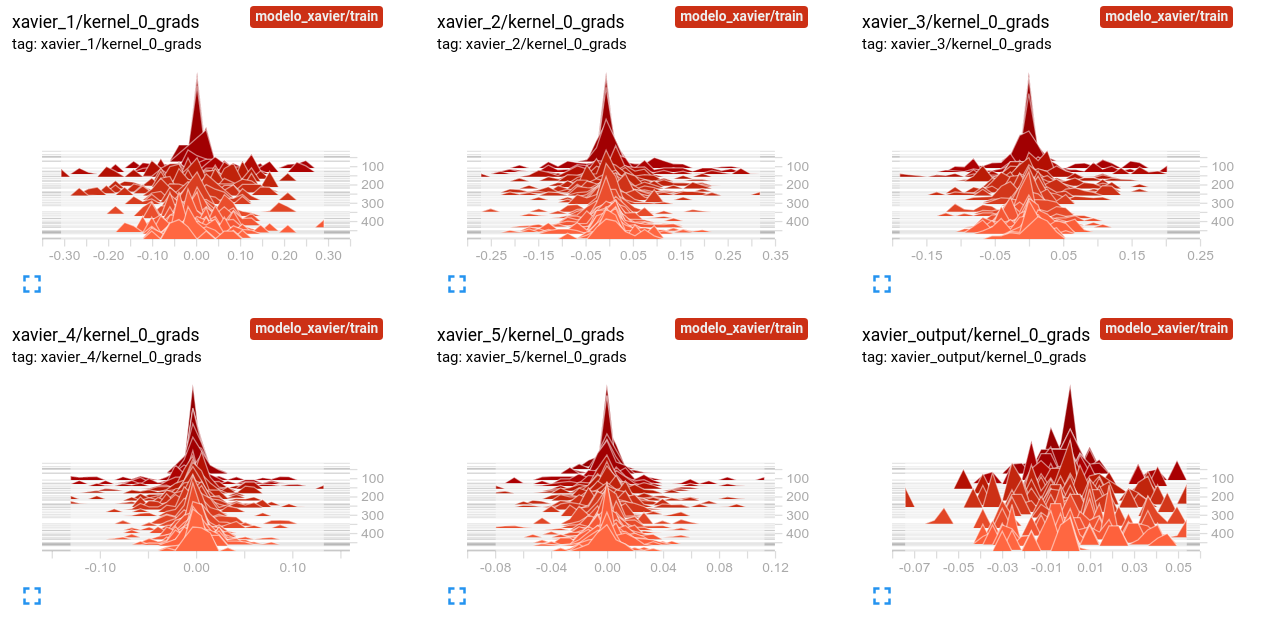 xavier_1/kernel_0_grads
modelo_xavier/train
tag: xavier_1/kernel_0_grads
100
200
300
400
-0.30 -0.20 -0.10 0.00 0.10 0.20 0.30
xavier_2/kernel_0_grads
modelo_xavier/train
tag: xavier_2/kernel_0_grads
100
200
300
400
-0.25 -0.15 -0.05 0.05 0.15 0.25 0.35
xavier_3/kernel_0_grads
modelo_xavier/train
tag: xavier_3/kernel_0_grads
100
200
300
400
-0.15 -0.05 0.05 0.15 0.25
xavier_4/kernel_0_grads
modelo_xavier/train
tag: xavier_4/kernel_0_grads
100
200
300
400
-0.10 0.00 0.10
xavier_5/kernel_0_grads
modelo_xavier/train
tag: xavier_5/kernel_0_grads
100
200
300
400
-0.08 -0.04 0.00 0.04 0.08 0.12
xavier_output/kernel_0_grads
modelo_xavier/train
tag: xavier_output/kernel_0_grads
100
200
300
400
-0.07 -0.05 -0.03 -0.01 0.01 0.03 0.05